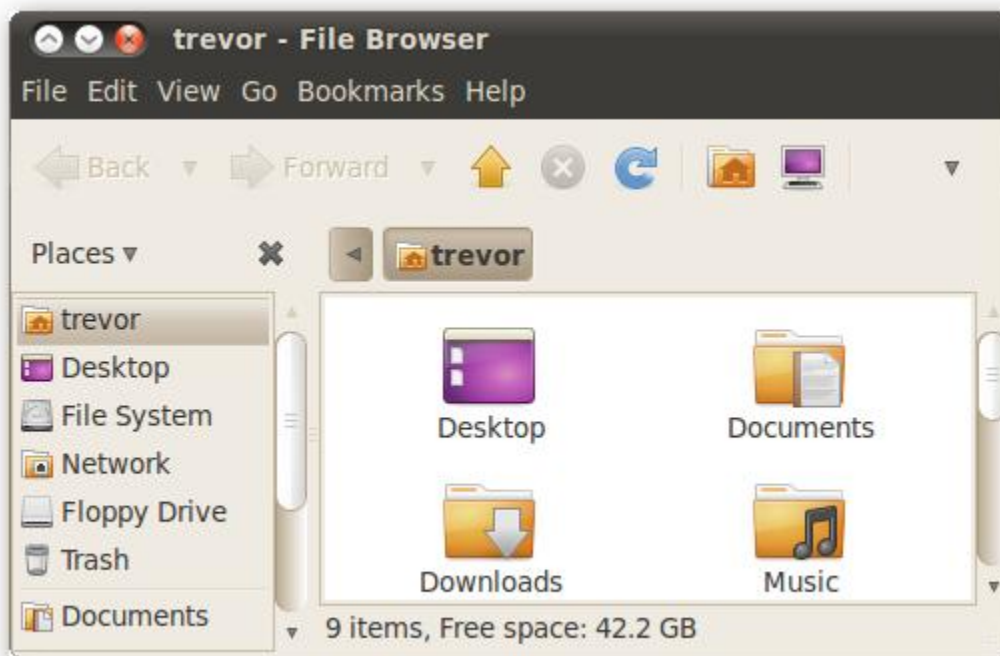 trevor - File Browser
File Edit View Go Bookmarks Help
Back Forward
Places trevor
trevor
Desktop
File System
Network
Floppy Drive
Trash
Documents
Desktop Documents
Downloads Music
9 items, Free space: 42.2 GB